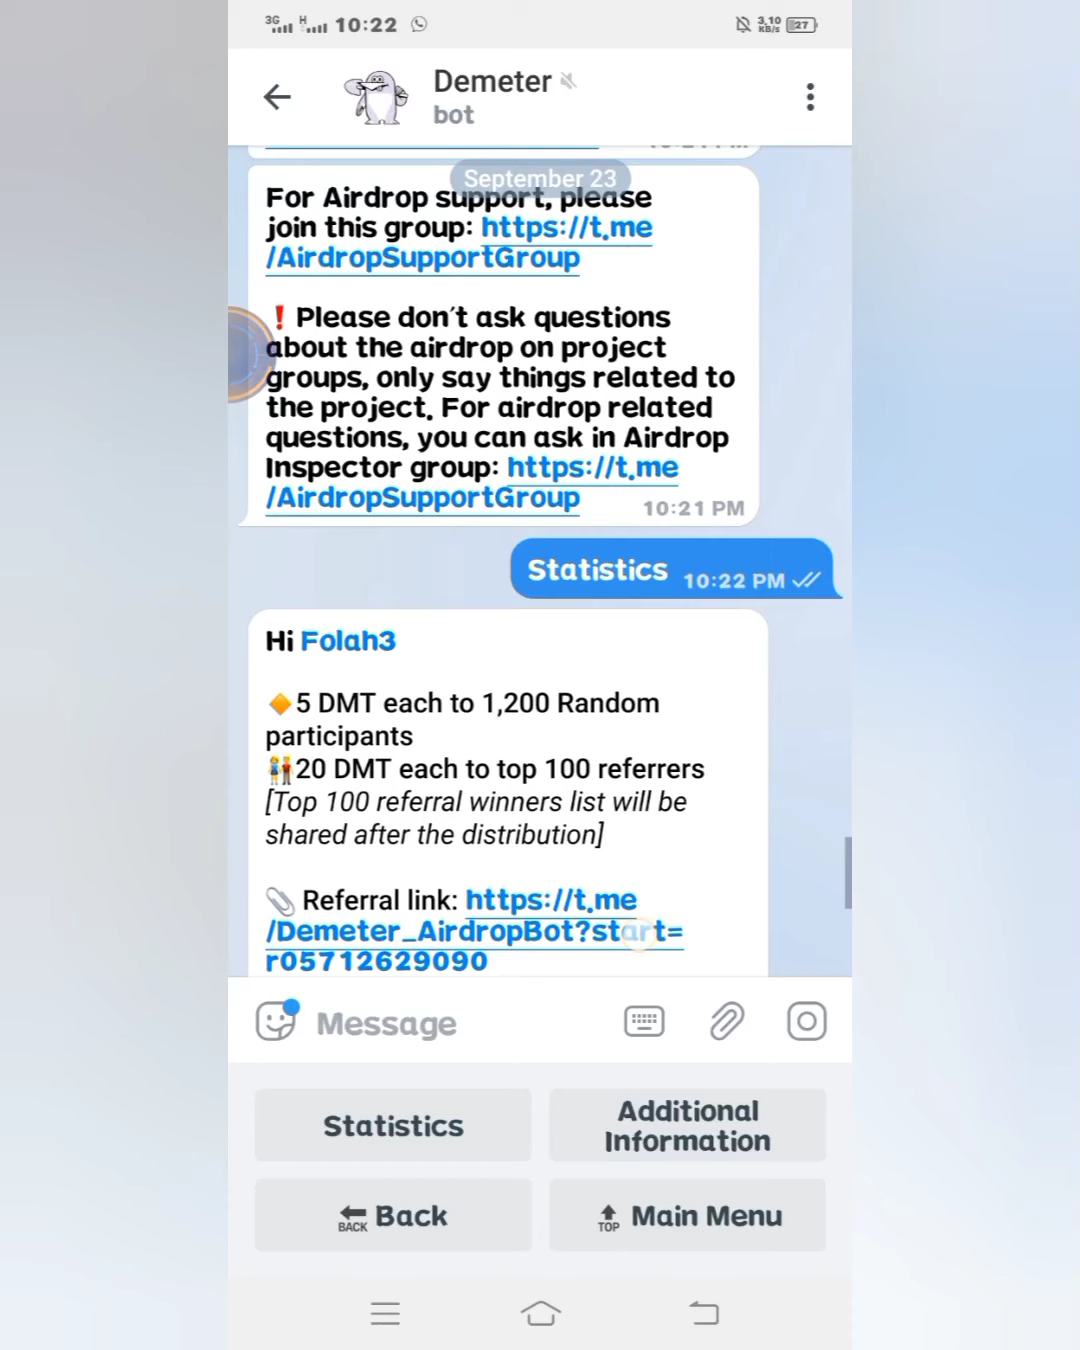 3G H 10:22 3.10 KB/s 27
Demeter
bot
September 23
For Airdrop support, please
join this group: https://t.me
/AirdropSupportGroup
❗ Please don't ask questions
about the airdrop on project
groups, only say things related to
the project. For airdrop related
questions, you can ask in Airdrop
Inspector group: https://t.me
/AirdropSupportGroup 10:21 PM
Statistics 10:22 PM
Hi Folah3
🔸5 DMT each to 1,200 Random
participants
👫20 DMT each to top 100 referrers
[Top 100 referral winners list will be
shared after the distribution]
📎 Referral link: https://t.me
/Demeter_AirdropBot?start=
r05712629090
Message
Statistics
Additional
Information
BACK Back
TOP Main Menu